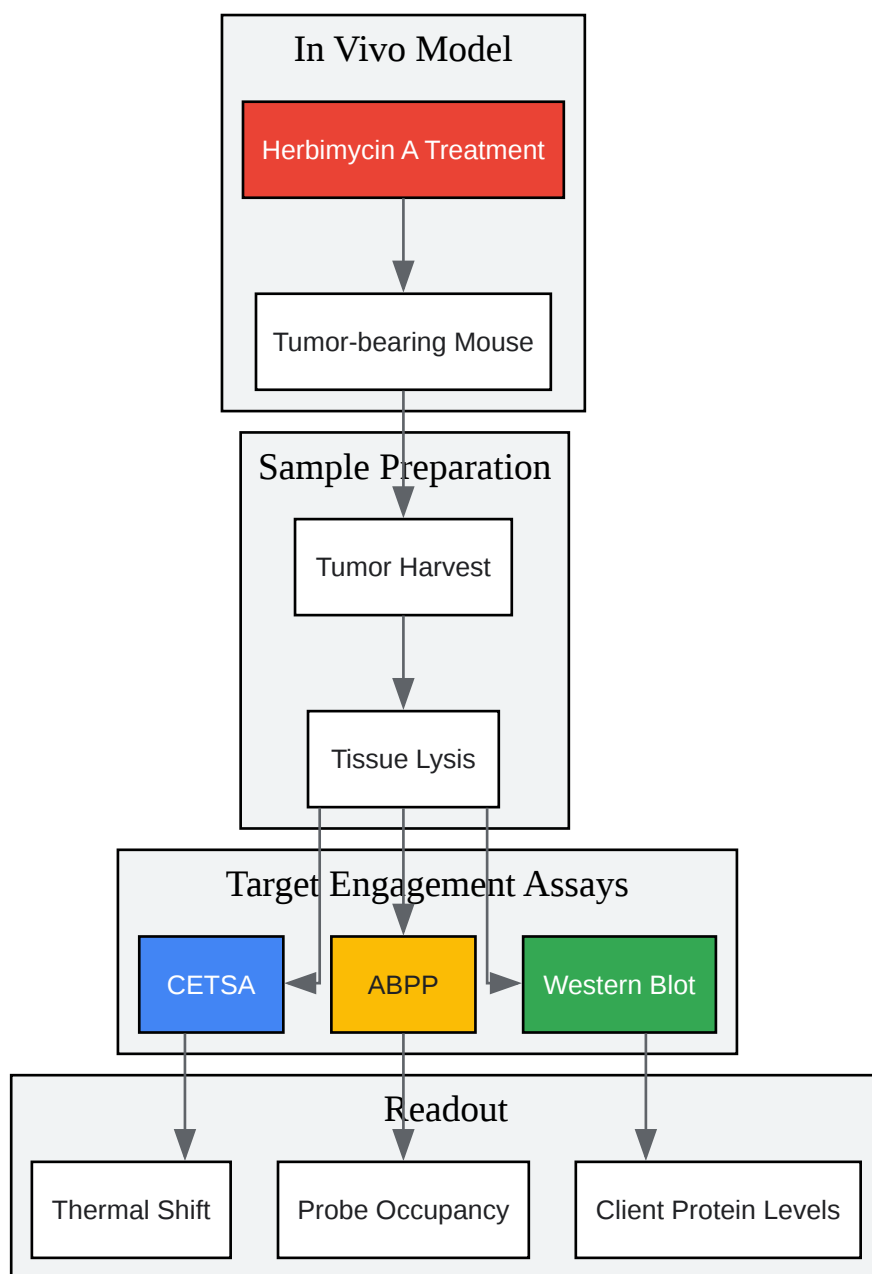 In Vivo Model
Herbimycin A Treatment
Tumor-bearing Mouse
Sample Preparation
Tumor Harvest
Tissue Lysis
Target Engagement Assays
CETSA
ABPP
Western Blot
Readout
Thermal Shift
Probe Occupancy
Client Protein Levels